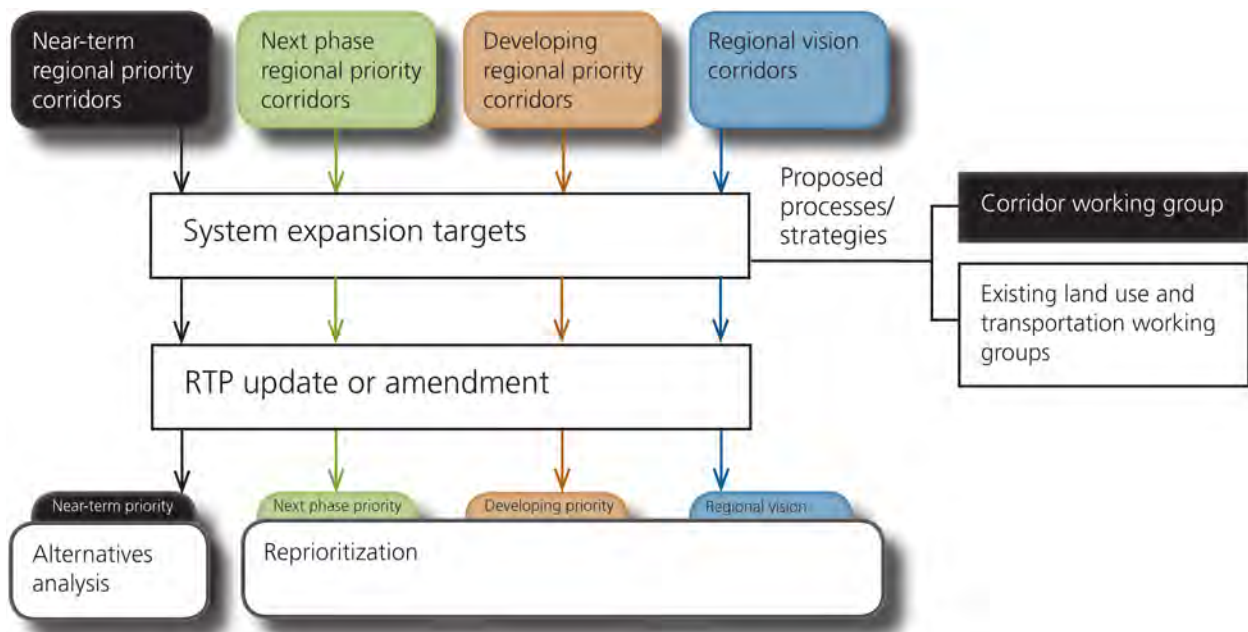 Near-term
regional priority
corridors
Next phase
regional priority
corridors
Developing
regional priority
corridors
Regional vision
corridors
System expansion targets
Proposed
processes/
strategies
Corridor working group
Existing land use and
transportation working
groups
RTP update or amendment
Near-term priority
Next phase priority
Developing priority
Regional vision
Alternatives
analysis
Reprioritization